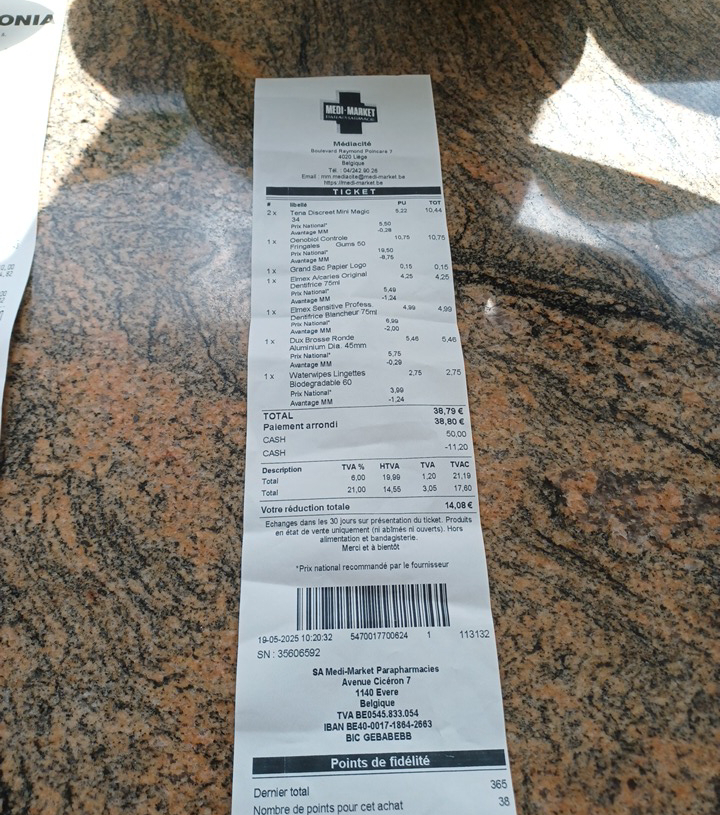 ONIA
MEDI-MARKET
PARAPHARMACIE
Médiacité
Boulevard Raymond Poincaré 7
4020 Liège
Belgique
Tél. : 04/242.90.28
Email : mm.mediacite@medi-market.be
https://medi-market.be
TICKET
# libellé PU TOT
2 x Tena Discreet Mini Magic 5,22 10,44
34
Prix National* 5,50
Avantage MM -0,28
1 x Oenobiol Controle 10,75 10,75
Fringales Gums 50
Prix National* 19,50
Avantage MM -8,75
1 x Grand Sac Papier Logo 0,15 0,15
1 x Elmex A/caries Original 4,25 4,25
Dentifrice 75ml
Prix National* 5,49
Avantage MM -1,24
1 x Elmex Sensitive Profess. 4,99 4,99
Dentifrice Blancheur 75ml
Prix National* 6,99
Avantage MM -2,00
1 x Dux Brosse Ronde 5,46 5,46
Aluminium Dia. 45mm
Prix National* 5,75
Avantage MM -0,29
1 x Waterwipes Lingettes 2,75 2,75
Biodegradable 60
Prix National* 3,99
Avantage MM -1,24
TOTAL 38,79 €
Paiement arrondi 38,80 €
CASH 50,00
CASH -11,20
Description TVA % HTVA TVA TVAC
Total 6,00 19,99 1,20 21,19
Total 21,00 14,55 3,05 17,60
Votre réduction totale 14,08 €
Echanges dans les 30 jours sur présentation du ticket. Produits
en état de vente uniquement (ni abîmés ni ouverts). Hors
alimentation et bandagisterie.
Merci et à bientôt
*Prix national recommandé par le fournisseur
19-05-2025 10:20:32 5470017700624 1 113132
SN : 35606592
SA Medi-Market Parapharmacies
Avenue Cicéron 7
1140 Evere
Belgique
TVA BE0545.833.054
IBAN BE40-0017-1864-2663
BIC GEBABEBB
Points de fidélité
Dernier total 365
Nombre de points pour cet achat 38